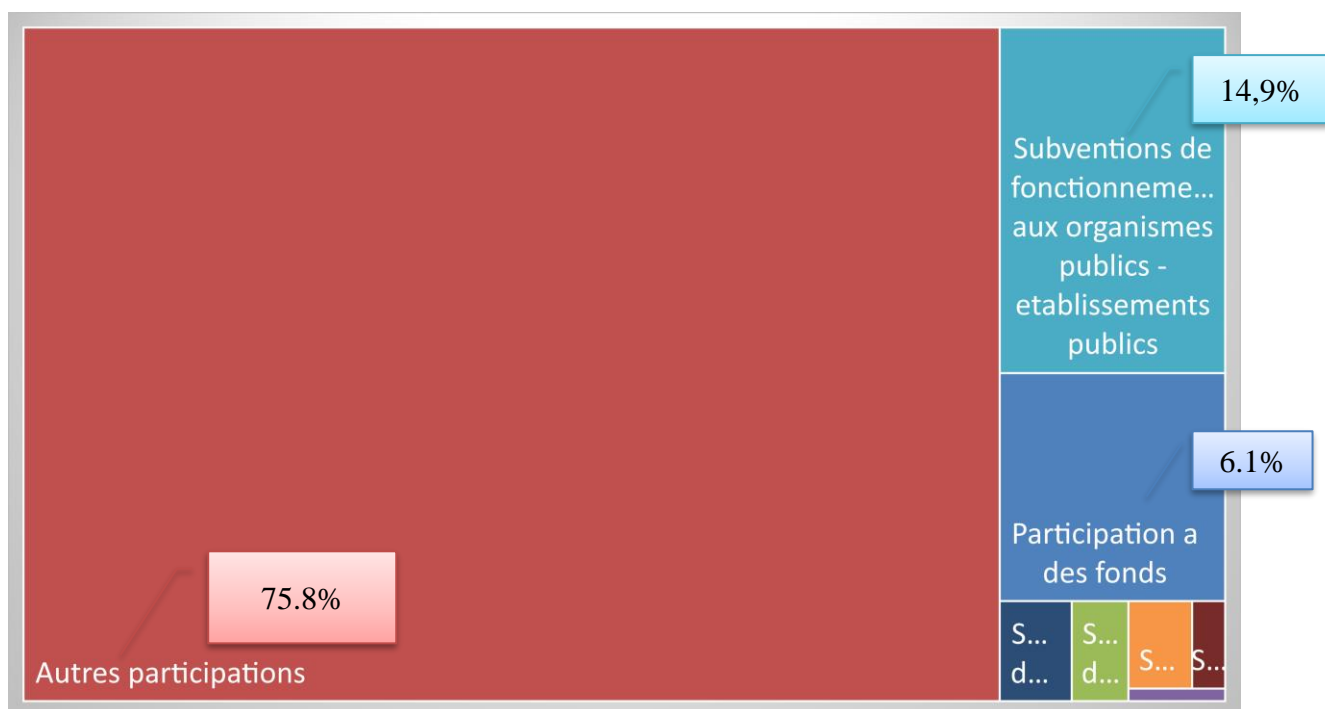 14,9%
Subventions de
fonctionneme...
aux organismes
publics -
etablissements
publics
6.1%
Participation a
des fonds
75.8%
Autres participations
S...
d...
S...
d...
S...
S...